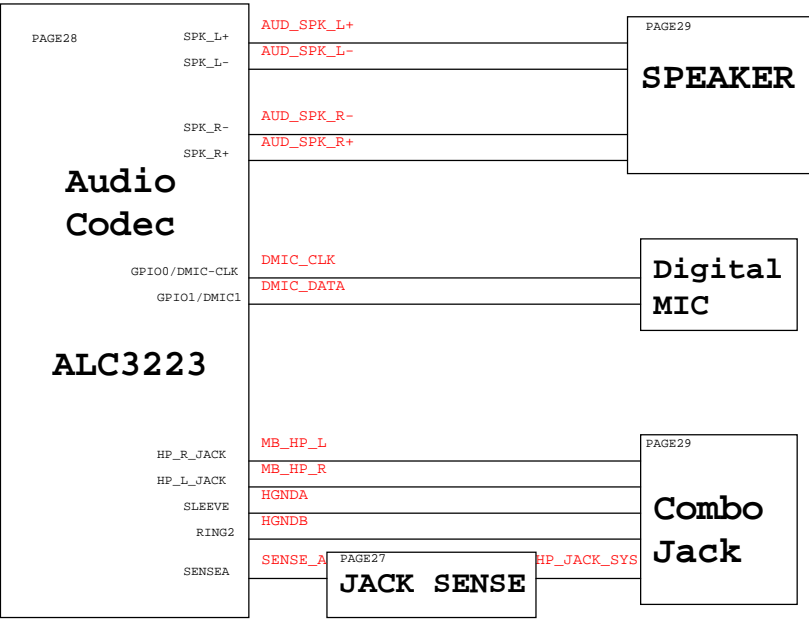 PAGE28
SPK_L+
AUD_SPK_L+
SPK_L-
AUD_SPK_L-
SPK_R-
AUD_SPK_R-
SPK_R+
AUD_SPK_R+
PAGE29
SPEAKER
Audio
Codec
GPIO0/DMIC-CLK
DMIC_CLK
GPIO1/DMIC1
DMIC_DATA
Digital
MIC
ALC3223
HP_R_JACK
MB_HP_L
HP_L_JACK
MB_HP_R
SLEEVE
HGNDA
RING2
HGNDB
SENSEA
SENSE_A
PAGE27
JACK SENSE
HP_JACK_SYS
PAGE29
Combo
Jack